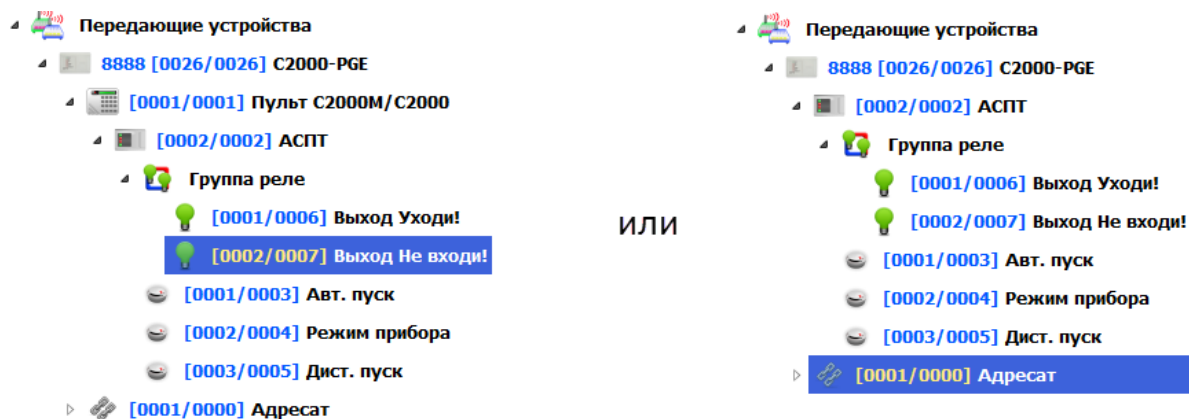 Передающие устройства
8888 [0026/0026] С2000-PGE
[0001/0001] Пульт С2000М/С2000
[0002/0002] АСПТ
Группа реле
[0001/0006] Выход Уходи!
[0002/0007] Выход Не входи!
[0001/0003] Авт. пуск
[0002/0004] Режим прибора
[0003/0005] Дист. пуск
[0001/0000] Адресат
или
Передающие устройства
8888 [0026/0026] С2000-PGE
[0002/0002] АСПТ
Группа реле
[0001/0006] Выход Уходи!
[0002/0007] Выход Не входи!
[0001/0003] Авт. пуск
[0002/0004] Режим прибора
[0003/0005] Дист. пуск
[0001/0000] Адресат